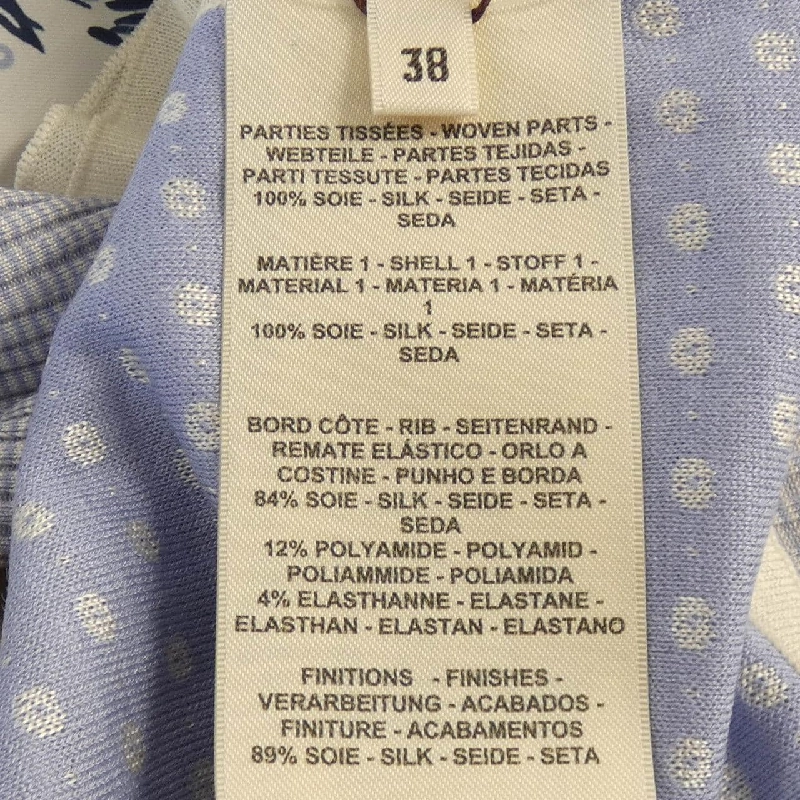 38
PARTIES TISSÉES - WOVEN PARTS -
WEBTEILE - PARTES TEJIDAS -
PARTI TESSUTE - PARTES TECIDAS
100% SOIE - SILK - SEIDE - SETA -
SEDA
MATIÈRE 1 - SHELL 1 - STOFF 1 -
MATERIAL 1 - MATERIA 1 - MATÉRIA
1
100% SOIE - SILK - SEIDE - SETA -
SEDA
BORD CÔTE - RIB - SEITENRAND -
REMATE ELÁSTICO - ORLO A
COSTINE - PUNHO E BORDA
84% SOIE - SILK - SEIDE - SETA -
SEDA
12% POLYAMIDE - POLYAMID -
POLIAMMIDE - POLIAMIDA
4% ELASTHANNE - ELASTANE -
ELASTHAN - ELASTAN - ELASTANO
FINITIONS - FINISHES -
VERARBEITUNG - ACABADOS -
FINITURE - ACABAMENTOS
89% SOIE - SILK - SEIDE - SETA